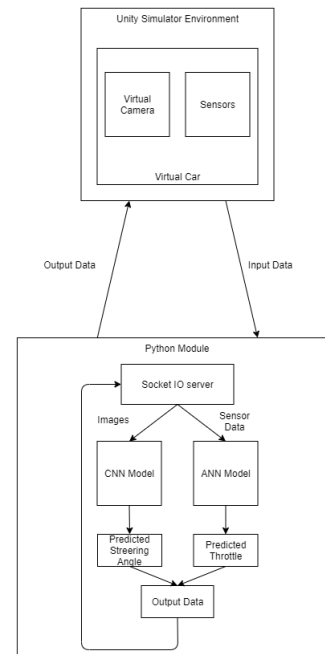 Unity Simulator Environment
Virtual
Camera
Sensors
Virtual Car
Output Data
Input Data
Python Module
Socket IO server
Images
Sensor
Data
CNN Model
ANN Model
Predicted
Streering
Angle
Predicted
Throttle
Output Data